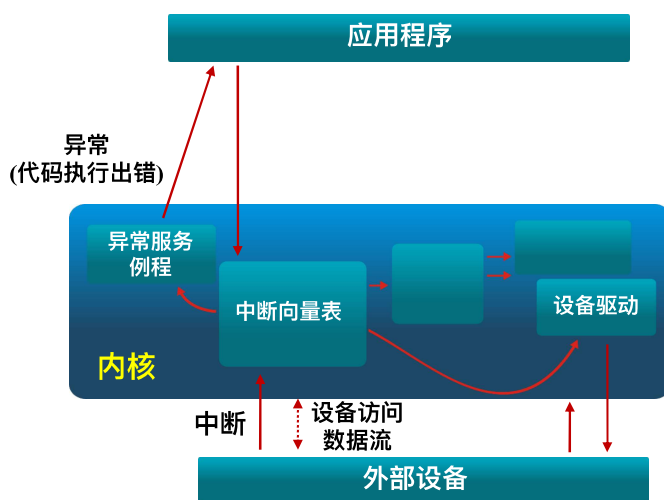 应用程序
异常
(代码执行出错)
异常服务
例程
中断向量表
设备驱动
内核
中断
设备访问
数据流
外部设备